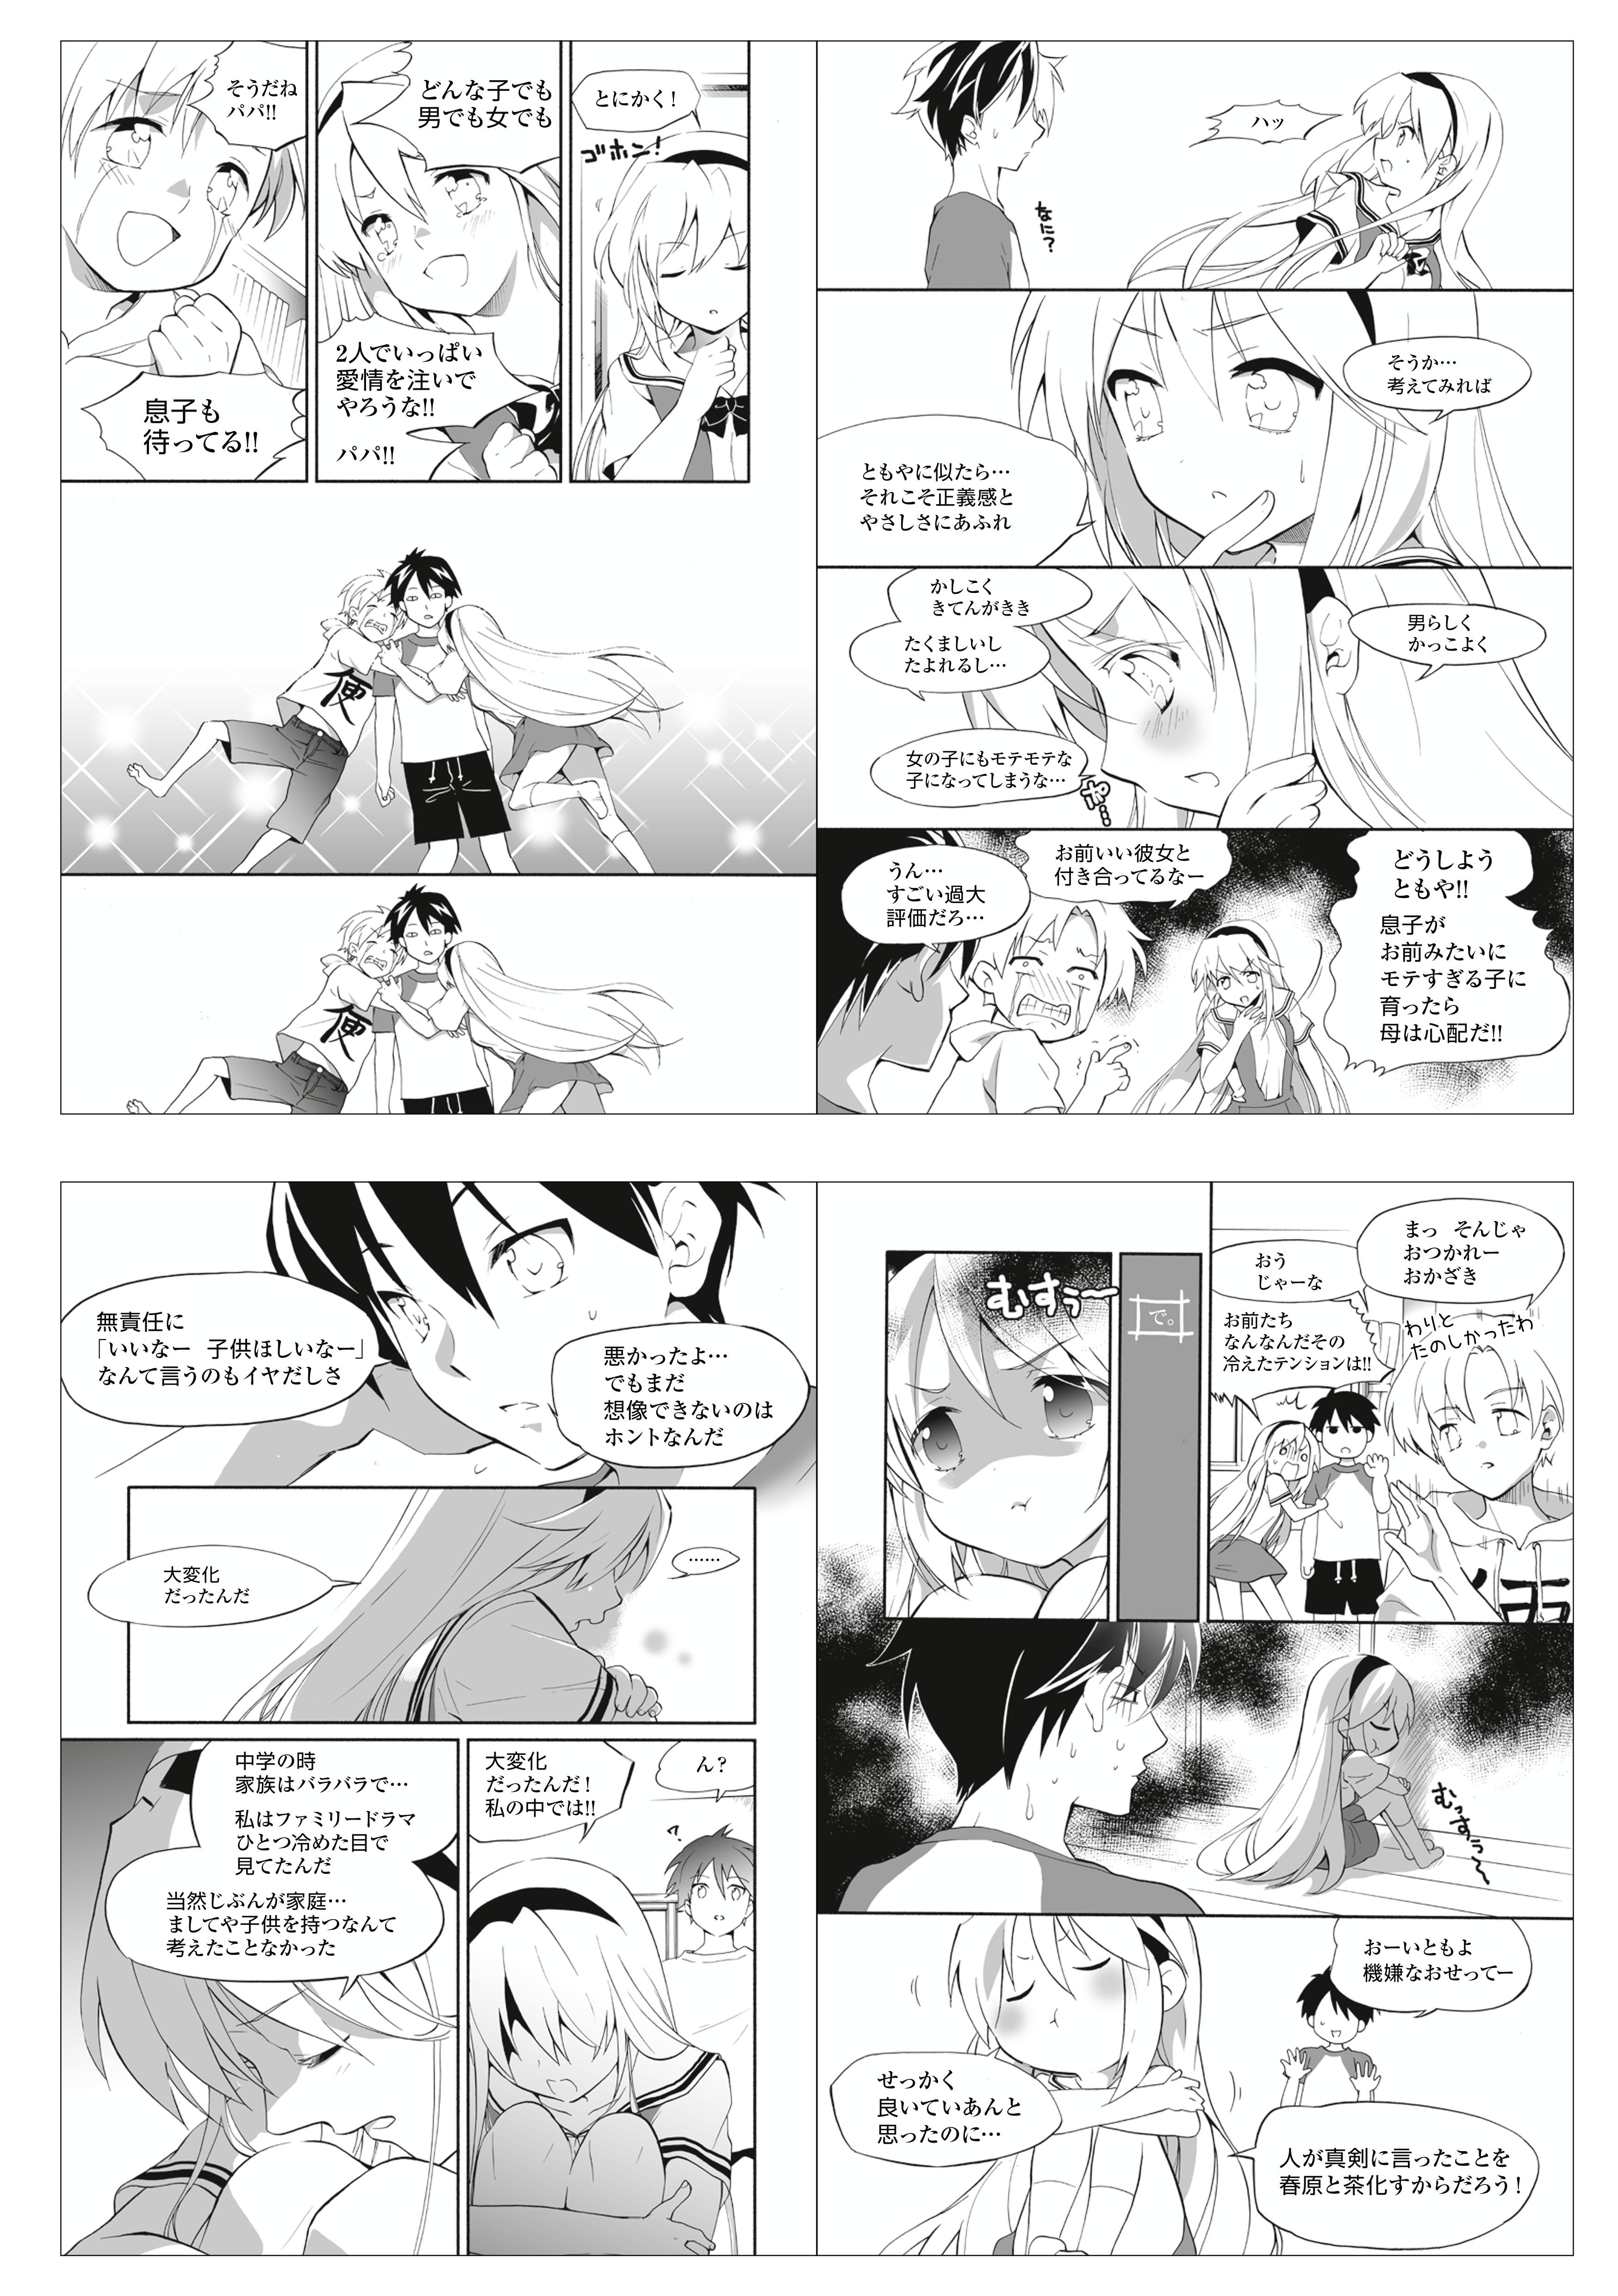 ハッ
なに?
そうか…
考えてみれば
ともやに似たら…
それこそ正義感と
やさしさにあふれ
男らしく
かっこよく
かしこく
きてんがきき
たくましいし
たよれるし…
女の子にもモテモテな
子になってしまうな…
ポ…
どうしよう
ともや!!
息子が
お前みたいに
モテすぎる子に
育ったら
母は心配だ!!
お前いい彼女と
付き合ってるなー
うん…
すごい過大
評価だろ…
とにかく!
ゴホン!
どんな子でも
男でも女でも
2人でいっぱい
愛情を注いで
やろうな!!
パパ!!
そうだね
パパ!!
息子も
待ってる!!
便
便
まっ そんじゃ
おつかれー
おかざき
わりと
たのしかったわ
おう
じゃーな
お前たち
なんなんだその
冷えたテンションは!!
で。
むすぅ〜
むっすぅ〜
おーいともよ
機嫌なおせってー
人が真剣に言ったことを
春原と茶化すからだろう!
せっかく
良いていあんと
思ったのに…
悪かったよ…
でもまだ
想像できないのは
ホントなんだ
無責任に
「いいなー 子供ほしいなー」
なんて言うのもイヤだしさ
……
大変化
だったんだ
ん?
大変化
だったんだ!
私の中では!!
中学の時
家族はバラバラで…
私はファミリードラマ
ひとつ冷めた目で
見てたんだ
当然じぶんが家庭…
ましてや子供を持つなんて
考えたことなかった